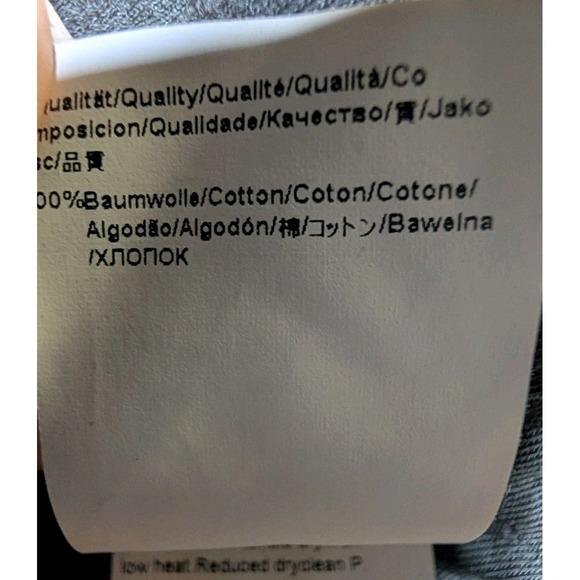 ualität/Quality/Qualité/Qualità/Co
mposicion/Qualidade/Качество/質/Jako
sc/品質
00%Baumwolle/Cotton/Coton/Cotone/
Algodão/Algodón/棉/コットン/Bawelna
/ХЛОПОК
low heat Reduced dryclean P